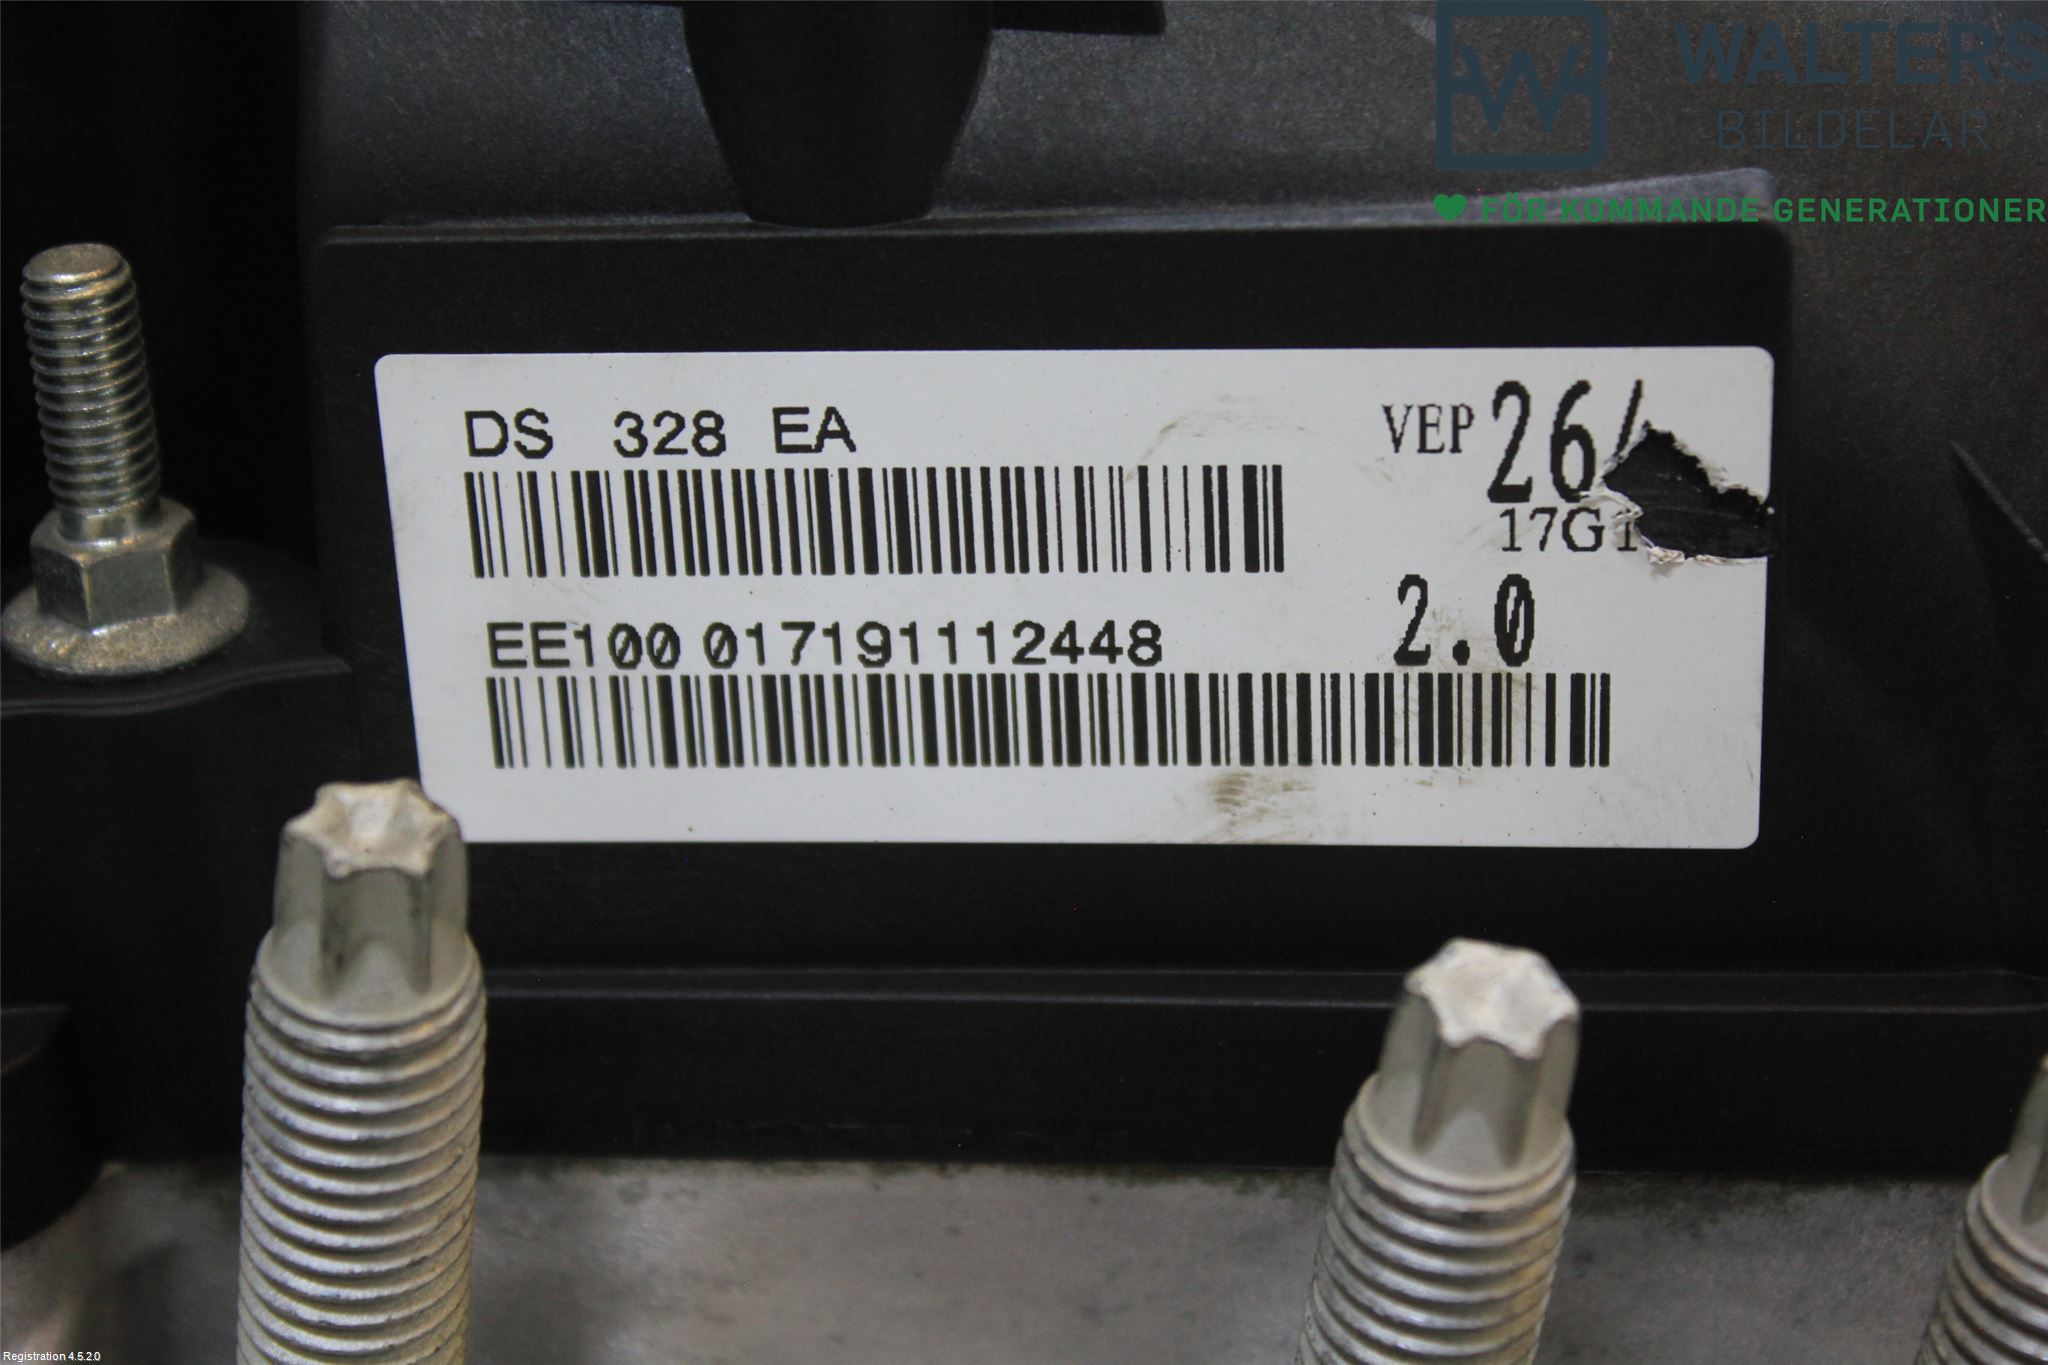 WALTERS
BILDELAR
FÖR KOMMANDE GENERATIONER
DS 328 EA
VEP 26/
17G1
EE100 017191112448
2.0
Registration 4.5.2.0